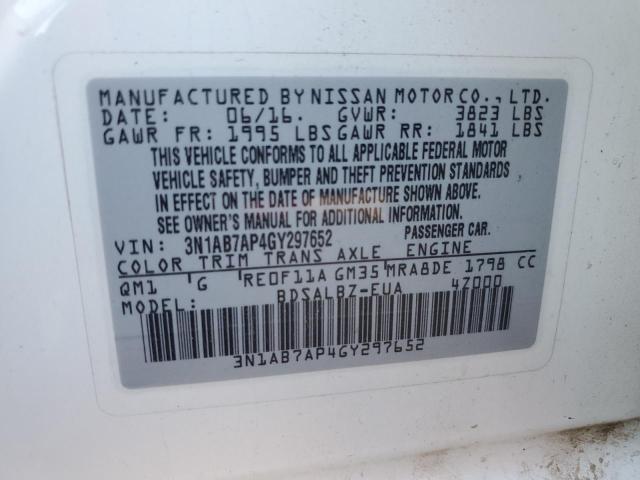 MANUFACTURED BY NISSAN MOTOR CO., LTD.
DATE: 06/16. GVWR: 3823 LBS
GAWR FR: 1995 LBS GAWR RR: 1841 LBS
THIS VEHICLE CONFORMS TO ALL APPLICABLE FEDERAL MOTOR
VEHICLE SAFETY, BUMPER AND THEFT PREVENTION STANDARDS
IN EFFECT ON THE DATE OF MANUFACTURE SHOWN ABOVE.
SEE OWNER'S MANUAL FOR ADDITIONAL INFORMATION.
VIN: 3N1AB7AP4GY297652 PASSENGER CAR.
COLOR TRIM TRANS AXLE ENGINE
QM1 G RE0F11A GM35 MRA8DE 1798 CC
MODEL: BDSALBZ-EUA 4Z000
3N1AB7AP4GY297652